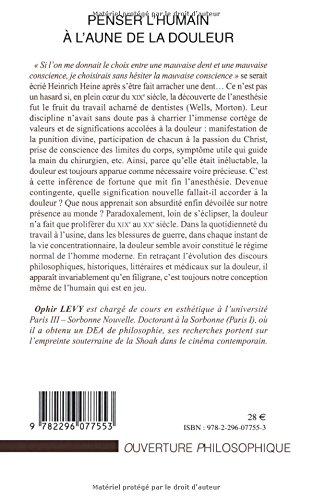 Matériel protégé par le droit d'auteur
PENSER L'HUMAIN
À L'AUNE DE LA DOULEUR
« Si l'on me donnait le choix entre une mauvaise dent et une mauvaise
conscience, je choisirais sans hésiter la mauvaise conscience » se serait
écrié Heinrich Heine après s'être fait arracher une dent… Ce n'est pas
un hasard si, en plein cœur du XIXe siècle, la découverte de l'anesthésie
fut le fruit du travail acharné de dentistes (Wells, Morton). Leur
discipline n'avait sans doute pas à charrier l'immense cortège de
valeurs et de significations accolées à la douleur : manifestation de
la punition divine, participation de chacun à la passion du Christ,
prise de conscience des limites du corps, symptôme utile qui guide
la main du chirurgien, etc. Ainsi, parce qu'elle était inéluctable, la
douleur est toujours apparue comme nécessaire voire précieuse. C'est
à cette inférence de fortune que mit fin l'anesthésie. Devenue
contingente, quelle signification nouvelle fallait-il accorder à la
douleur ? Que nous apprenait son absurdité enfin dévoilée sur notre
présence au monde ? Paradoxalement, loin de s'éclipser, la douleur
n'a fait que proliférer du XIXe au XXe siècle. Dans la quotidienneté du
travail à l'usine, dans les blessures de guerre, dans chaque instant de
la vie concentrationnaire, la douleur semble avoir constitué le régime
normal de l'homme moderne. En retraçant l'évolution des discours
philosophiques, historiques, littéraires et médicaux sur la douleur, il
apparaît invariablement qu'en filigrane, c'est toujours notre conception
même de l'humain qui est en jeu.
Ophir LEVY est chargé de cours en esthétique à l'université
Paris III – Sorbonne Nouvelle. Doctorant à la Sorbonne (Paris I), où
il a obtenu un DEA de philosophie, ses recherches portent sur
l'empreinte souterraine de la Shoah dans le cinéma contemporain.
28 €
ISBN : 978-2-296-07755-3
9 782296 077553
OUVERTURE PHILOSOPHIQUE
Matériel protégé par le droit d'auteur